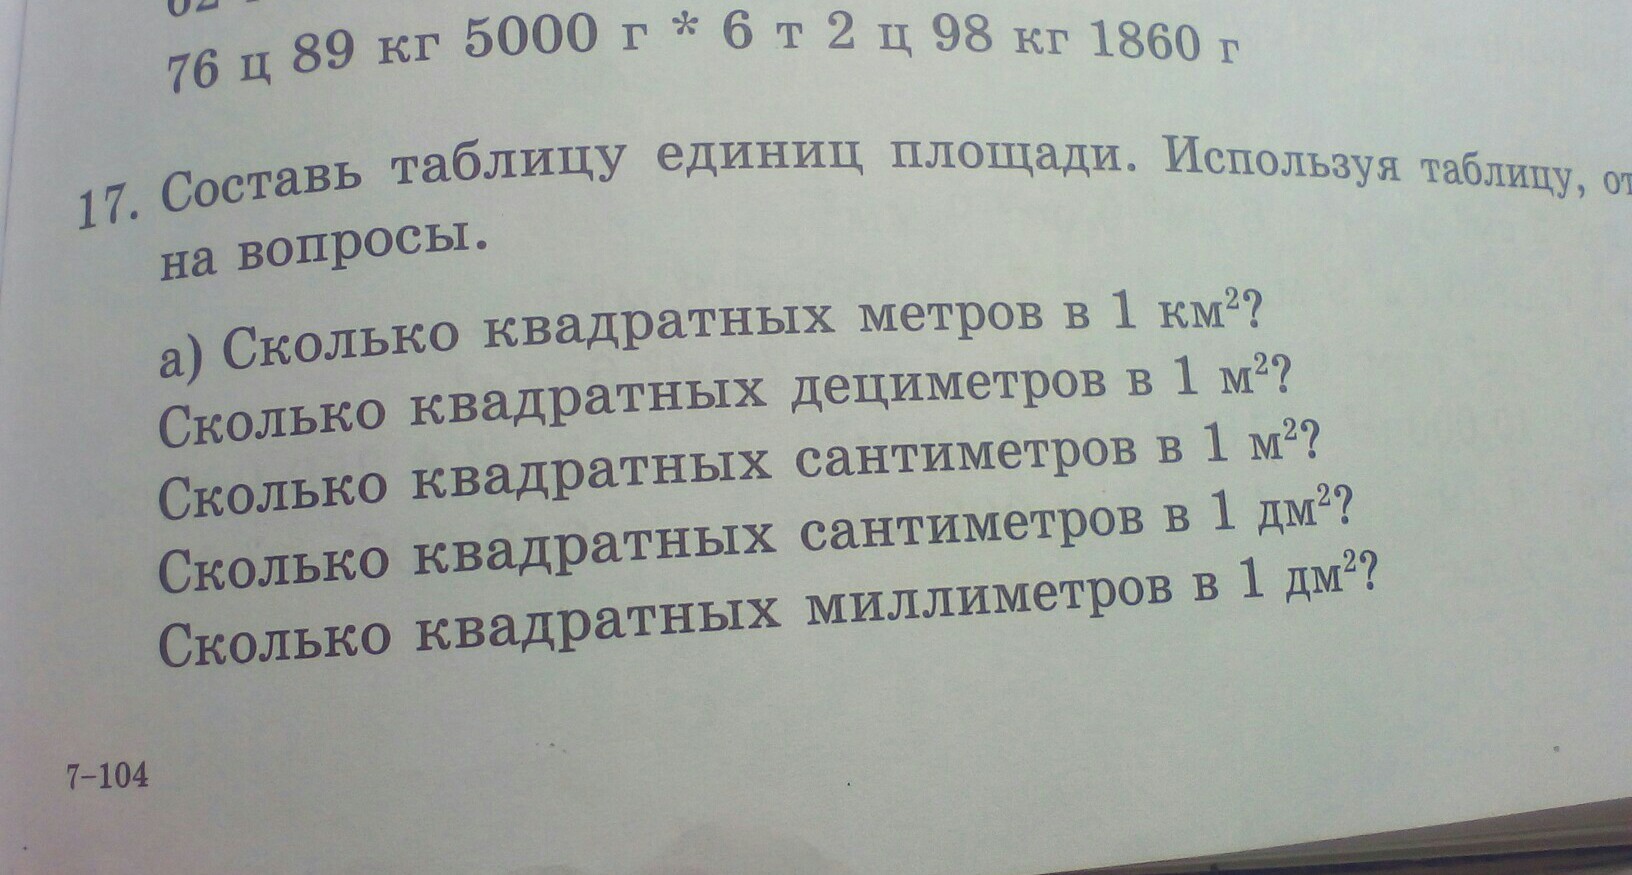 76 ц 89 кг 5000 г * 6 т 2 ц 98 кг 1860 г
17. Составь таблицу единиц площади. Используя таблицу,
на вопросы.
а) Сколько квадратных метров в 1 км²?
Сколько квадратных дециметров в 1 м²?
Сколько квадратных сантиметров в 1 м²?
Сколько квадратных сантиметров в 1 дм²?
Сколько квадратных миллиметров в 1 дм²?
7–104